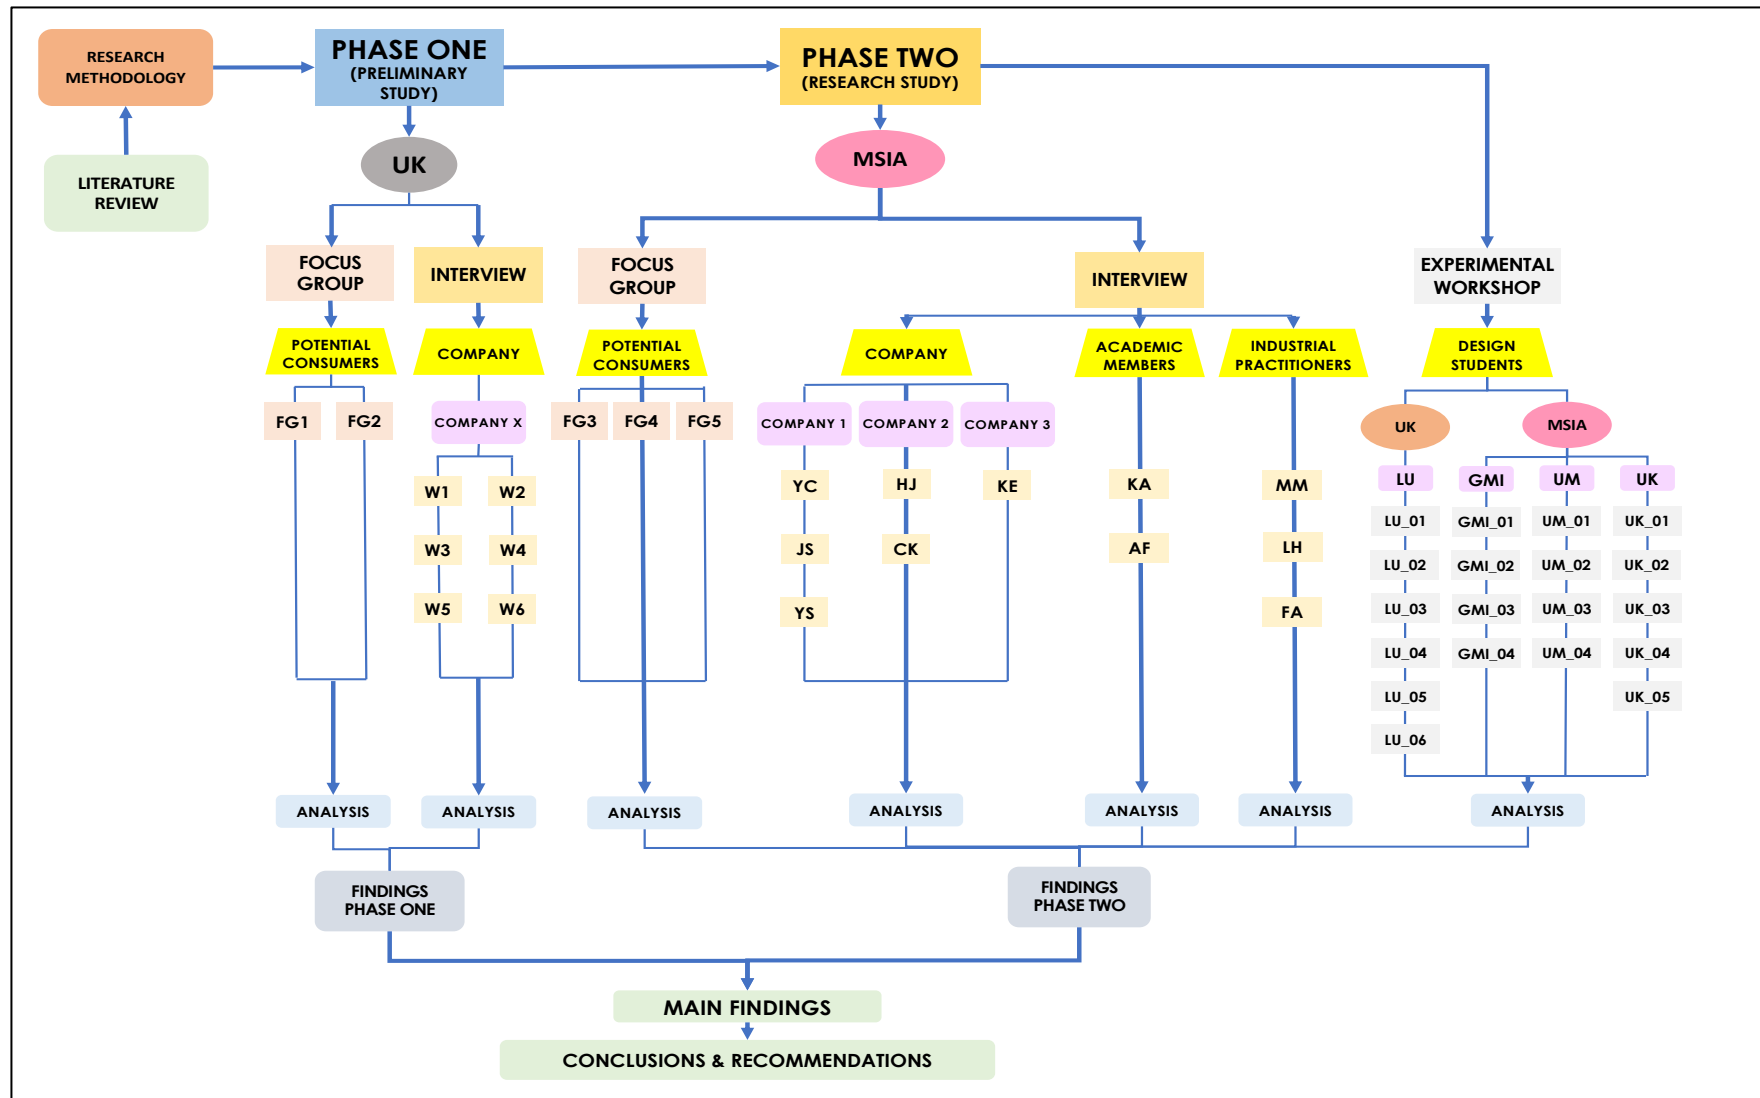 RESEARCH
METHODOLOGY
LITERATURE
REVIEW
PHASE ONE
(PRELIMINARY
STUDY)
PHASE TWO
(RESEARCH STUDY)
UK
MSIA
FOCUS
GROUP
INTERVIEW
FOCUS
GROUP
INTERVIEW
EXPERIMENTAL
WORKSHOP
POTENTIAL
CONSUMERS
COMPANY
POTENTIAL
CONSUMERS
COMPANY
ACADEMIC
MEMBERS
INDUSTRIAL
PRACTITIONERS
DESIGN
STUDENTS
FG1
FG2
COMPANY X
FG3
FG4
FG5
COMPANY 1
COMPANY 2
COMPANY 3
UK
MSIA
W1
W2
W3
W4
W5
W6
YC
JS
YS
HJ
CK
KE
KA
AF
MM
LH
FA
LU
LU_01
LU_02
LU_03
LU_04
LU_05
LU_06
GMI
GMI_01
GMI_02
GMI_03
GMI_04
UM
UM_01
UM_02
UM_03
UM_04
UK
UK_01
UK_02
UK_03
UK_04
UK_05
ANALYSIS
ANALYSIS
ANALYSIS
ANALYSIS
ANALYSIS
ANALYSIS
ANALYSIS
FINDINGS
PHASE ONE
FINDINGS
PHASE TWO
MAIN FINDINGS
CONCLUSIONS & RECOMMENDATIONS